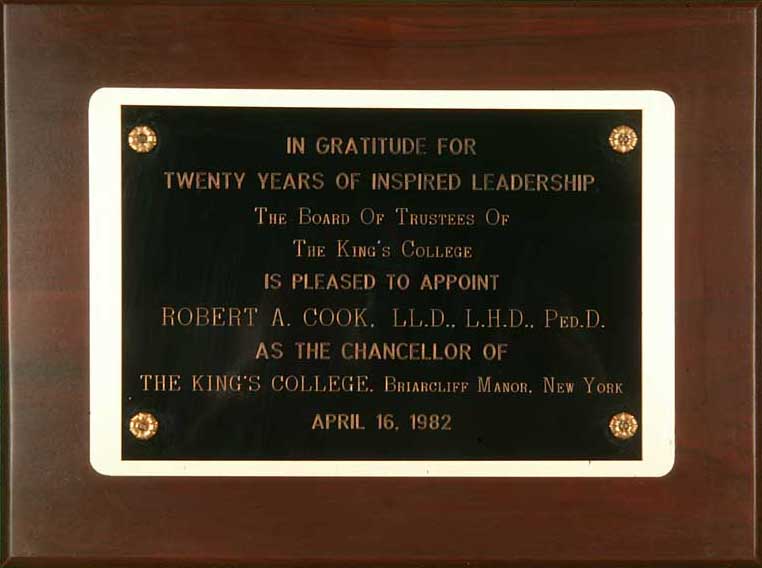 IN GRATITUDE FOR
TWENTY YEARS OF INSPIRED LEADERSHIP
The Board Of Trustees Of
The King's College
IS PLEASED TO APPOINT
ROBERT A. COOK, LL.D., L.H.D., Ped.D.
AS THE CHANCELLOR OF
THE KING'S COLLEGE, Briarcliff Manor, New York
APRIL 16, 1982